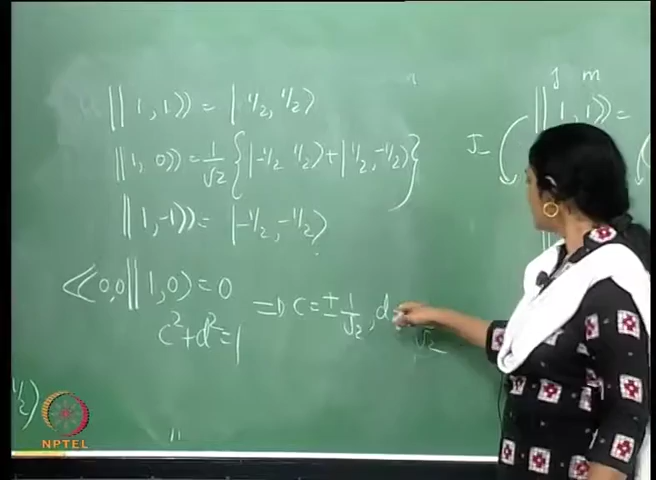 || 1, 1⟩⟩ = | ½, ½⟩
|| 1, 0⟩⟩ = 1/√2 { |-½ ½⟩ + |½, -½⟩ }
|| 1, -1⟩⟩ = |-½, -½⟩
⟨⟨0,0 || 1, 0⟩⟩ = 0
c² + d² = 1
⇒ c = ± 1/√2, d
√2
j m
|| 1, 1⟩⟩ =
J₋
½⟩
NPTEL